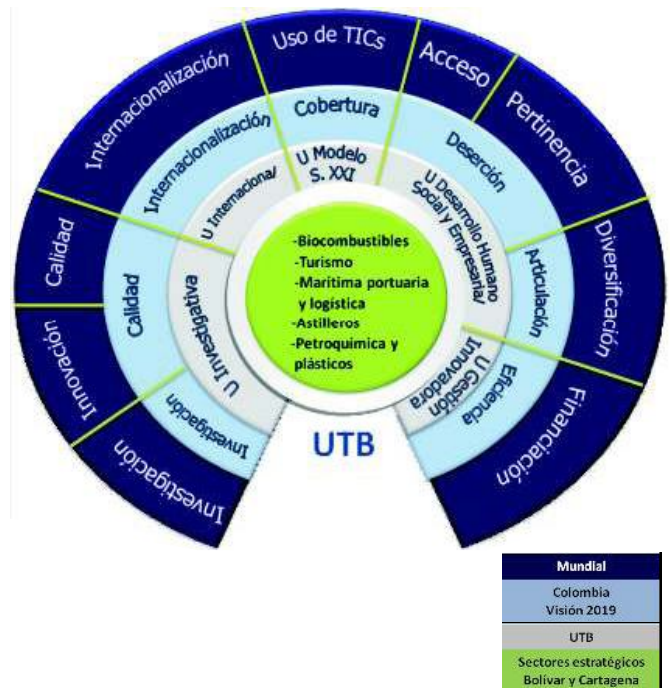 Investigación
Innovación
Calidad
Internacionalización
Uso de TICs
Acceso
Pertinencia
Diversificación
Financiación
Investigación
Calidad
Internacionalización
Cobertura
Deserción
Articulación
Eficiencia
U Investigativa
U Internacional
U Modelo
S. XXI
U Desarrollo Humano
Social y Empresarial
U Gestión
Innovadora
-Biocombustibles
-Turismo
-Marítima portuaria
y logística
-Astilleros
-Petroquímica y
plásticos
UTB
Mundial
Colombia
Visión 2019
UTB
Sectores estratégicos
Bolívar y Cartagena